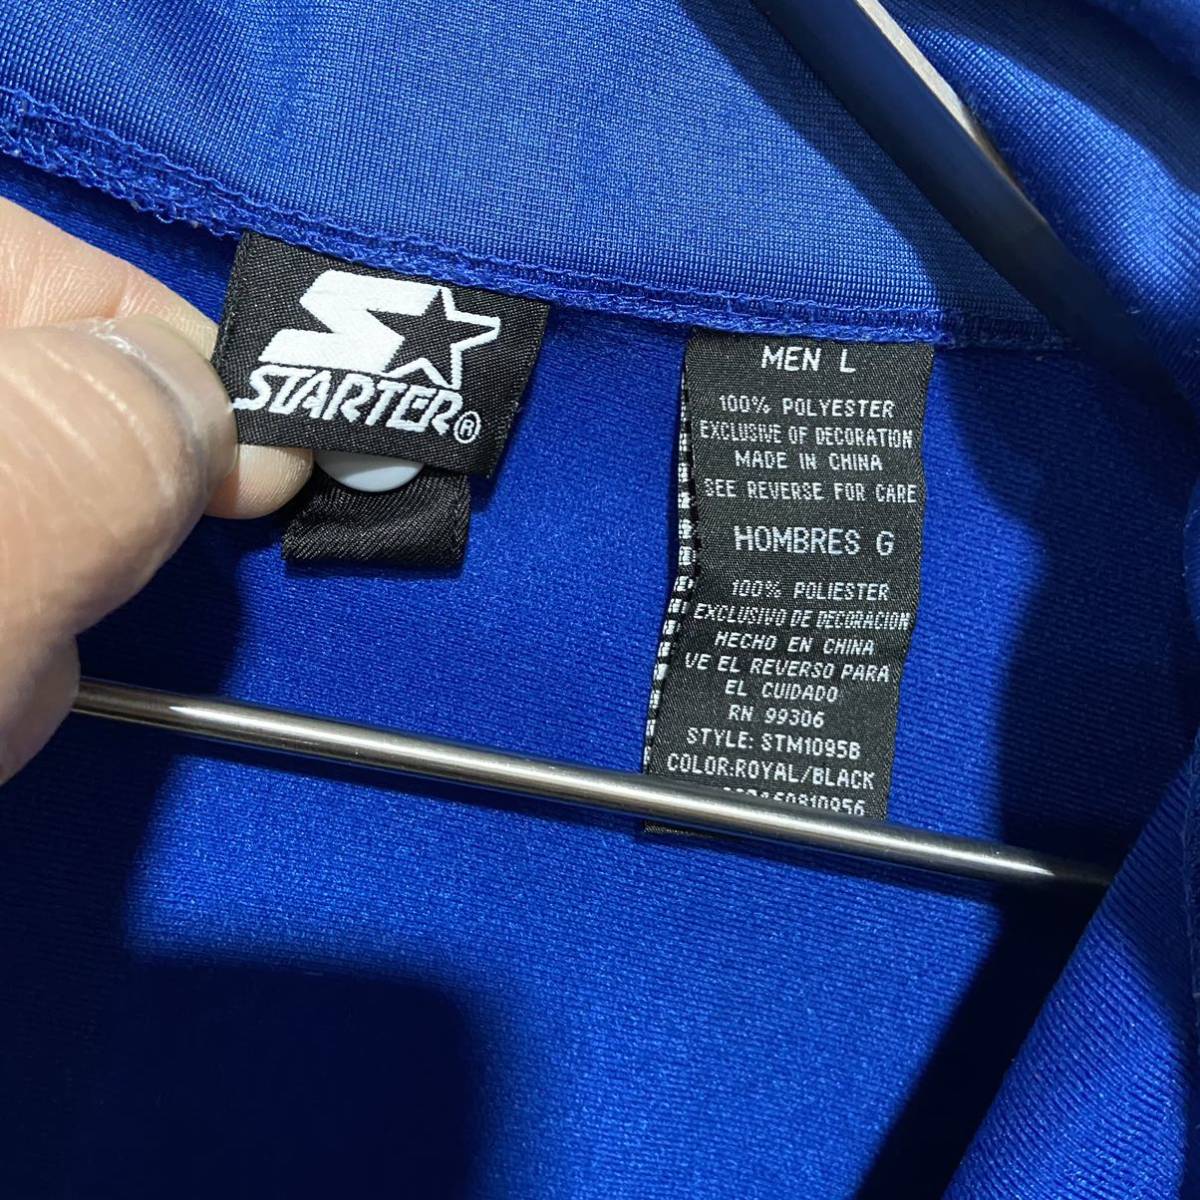 STARTER®
MEN L
100% POLYESTER
EXCLUSIVE OF DECORATION
MADE IN CHINA
SEE REVERSE FOR CARE
HOMBRES G
100% POLIESTER
EXCLUSIVO DE DECORACION
HECHO EN CHINA
VE EL REVERSO PARA
EL CUIDADO
RN 99306
STYLE: STM1095B
COLOR:ROYAL/BLACK